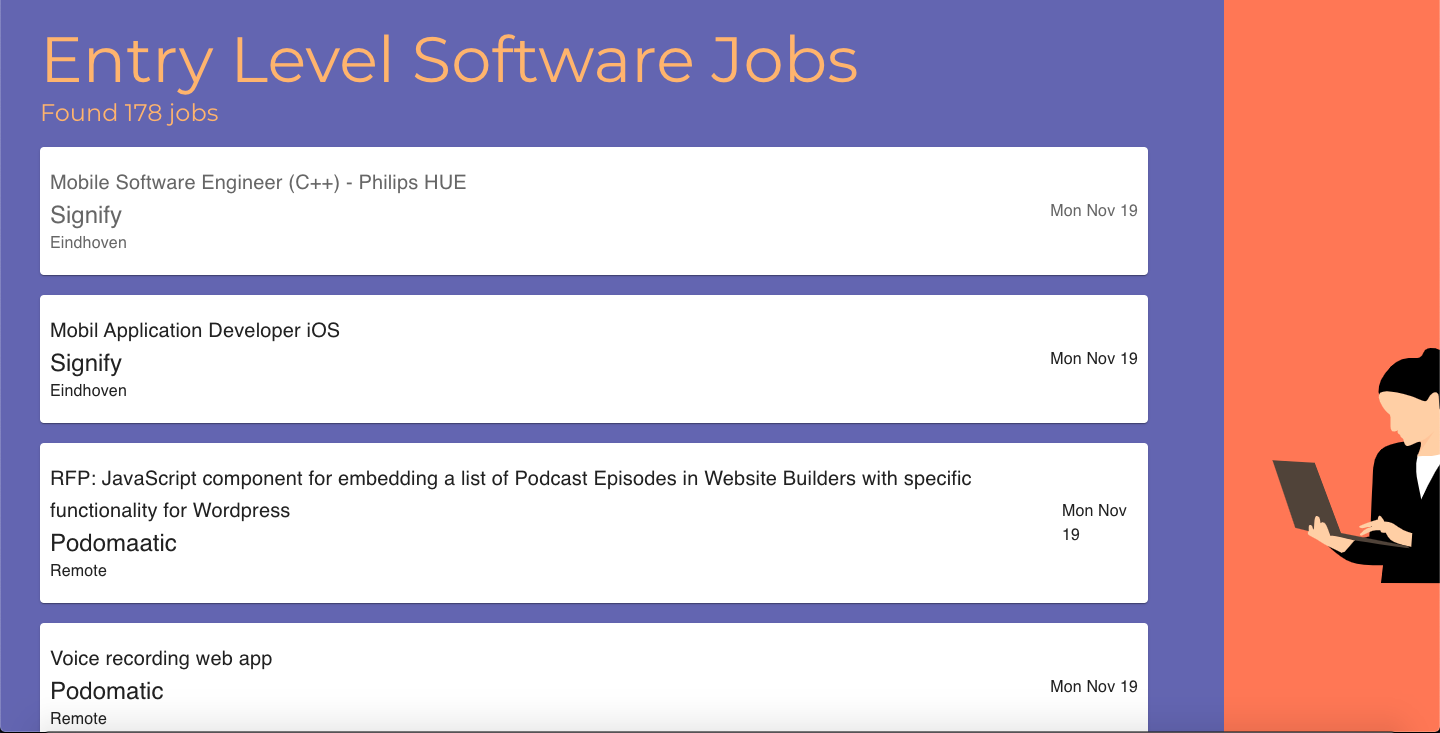 Entry Level Software Jobs
Found 178 jobs
Mobile Software Engineer (C++) - Philips HUE
Signify
Mon Nov 19
Eindhoven
Mobil Application Developer iOS
Signify
Mon Nov 19
Eindhoven
RFP: JavaScript component for embedding a list of Podcast Episodes in Website Builders with specific
functionality for Wordpress
Mon Nov
19
Podomaatic
Remote
Voice recording web app
Podomatic
Mon Nov 19
Remote